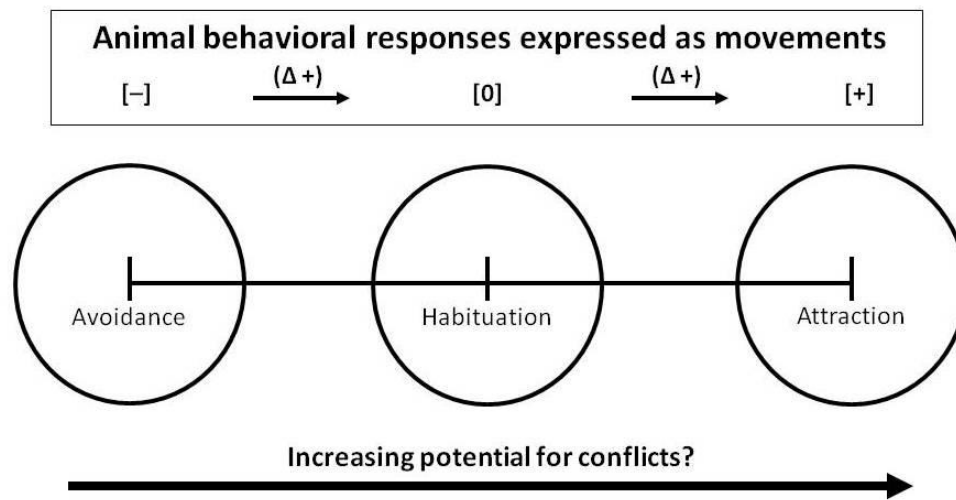 Animal behavioral responses expressed as movements
[–] (Δ +) [0] (Δ +) [+]
Avoidance Habituation Attraction
Increasing potential for conflicts?